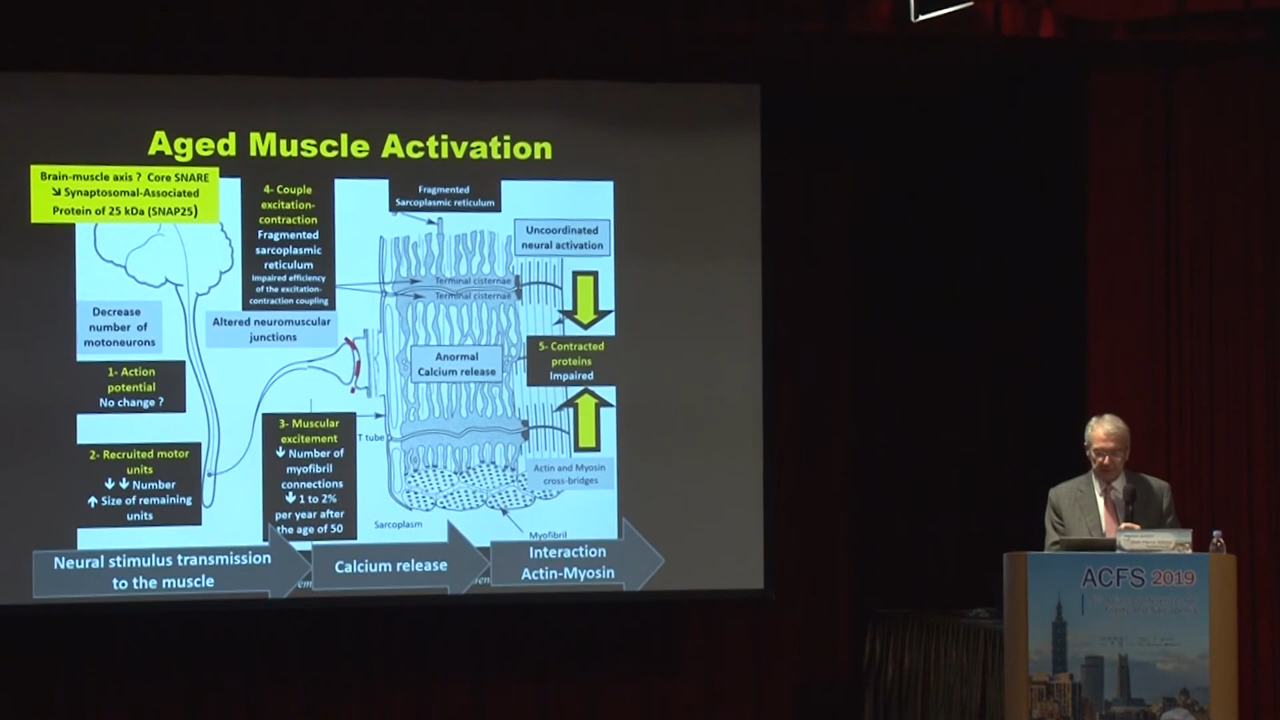 Aged Muscle Activation
Brain-muscle axis ? Core SNARE
↘ Synaptosomal-Associated
Protein of 25 kDa (SNAP25)
4- Couple
excitation-
contraction
Fragmented
sarcoplasmic
reticulum
Impaired efficiency
of the excitation-
contraction coupling
Fragmented
Sarcoplasmic reticulum
Uncoordinated
neural activation
Terminal cisternae
Terminal cisternae
Decrease
number of
motoneurons
Altered neuromuscular
junctions
Anormal
Calcium release
5- Contracted
proteins
Impaired
1- Action
potential
No change ?
3- Muscular
excitement
↓ Number of
myofibril
connections
↓ 1 to 2%
per year after
the age of 50
T tube
2- Recruited motor
units
↓ ↓ Number
↑ Size of remaining
units
Actin and Myosin
cross-bridges
Sarcoplasm
Myofibril
Neural stimulus transmission
to the muscle
Calcium release
Interaction
Actin-Myosin
ACFS 2019